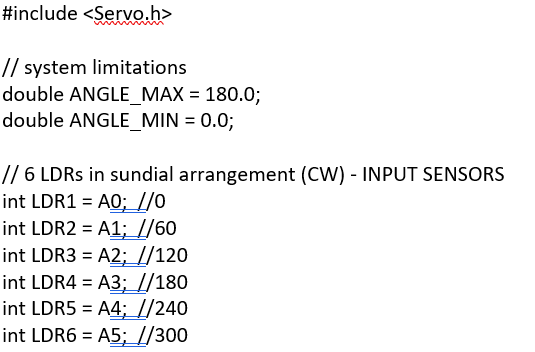 #include <Servo.h>
// system limitations
double ANGLE_MAX = 180.0;
double ANGLE_MIN = 0.0;
// 6 LDRs in sundial arrangement (CW) - INPUT SENSORS
int LDR1 = A0; //0
int LDR2 = A1; //60
int LDR3 = A2; //120
int LDR4 = A3; //180
int LDR5 = A4; //240
int LDR6 = A5; //300